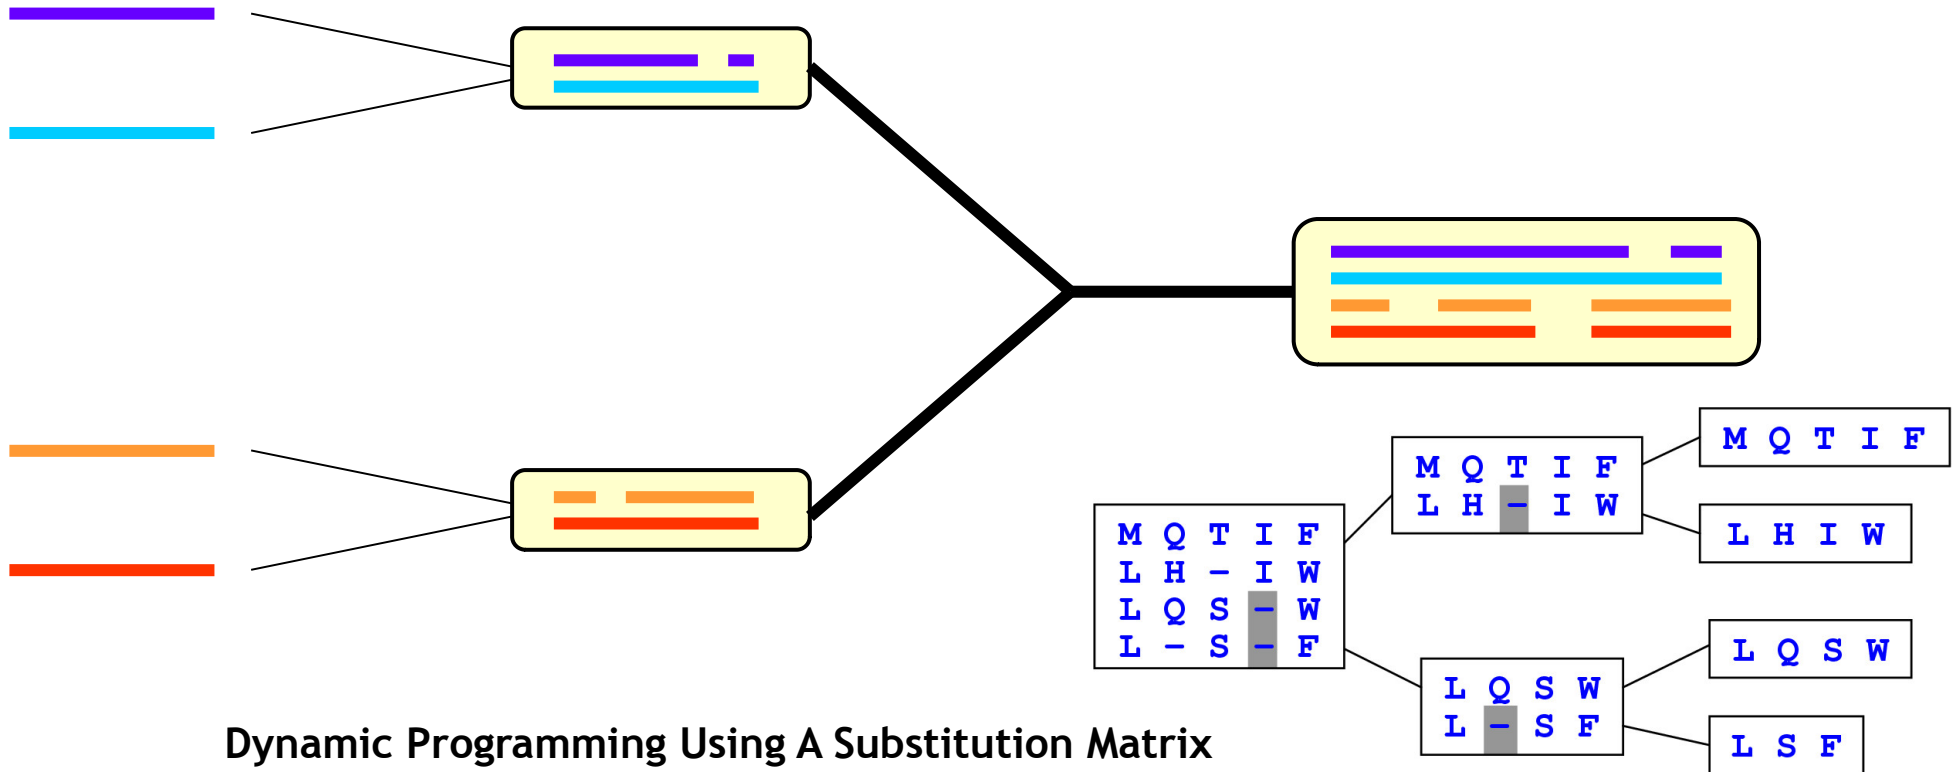 M Q T I F
M Q T I F
L H - I W
L H I W
M Q T I F
L H - I W
L Q S - W
L - S - F
L Q S W
L Q S W
L - S F
L S F
Dynamic Programming Using A Substitution Matrix